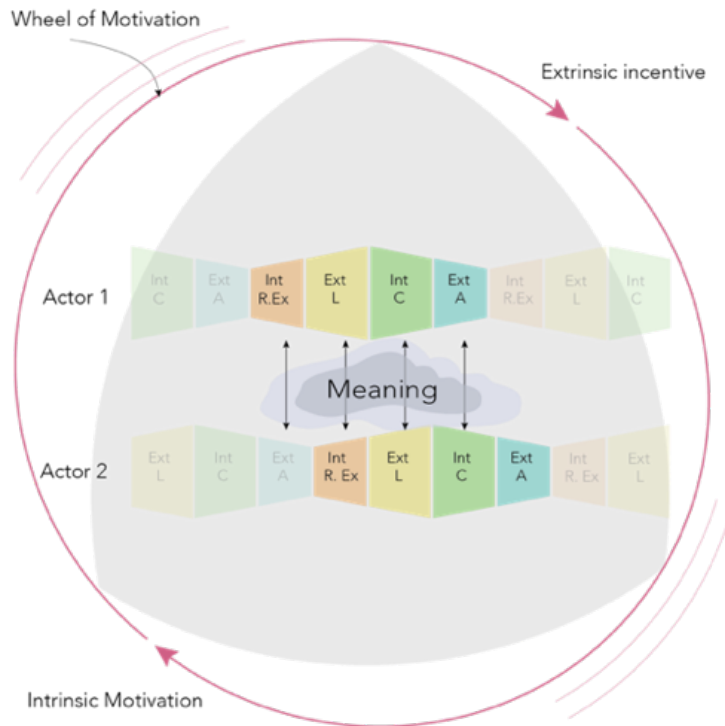 Wheel of Motivation
Extrinsic incentive
Actor 1
Int Ext Int Ext Int Ext Int Ext Int
C A R.Ex L C A R.Ex L C
Meaning
Actor 2
Ext Int Ext Int Ext Int Ext Int Ext
L C A R. Ex L C A R. Ex L
Intrinsic Motivation